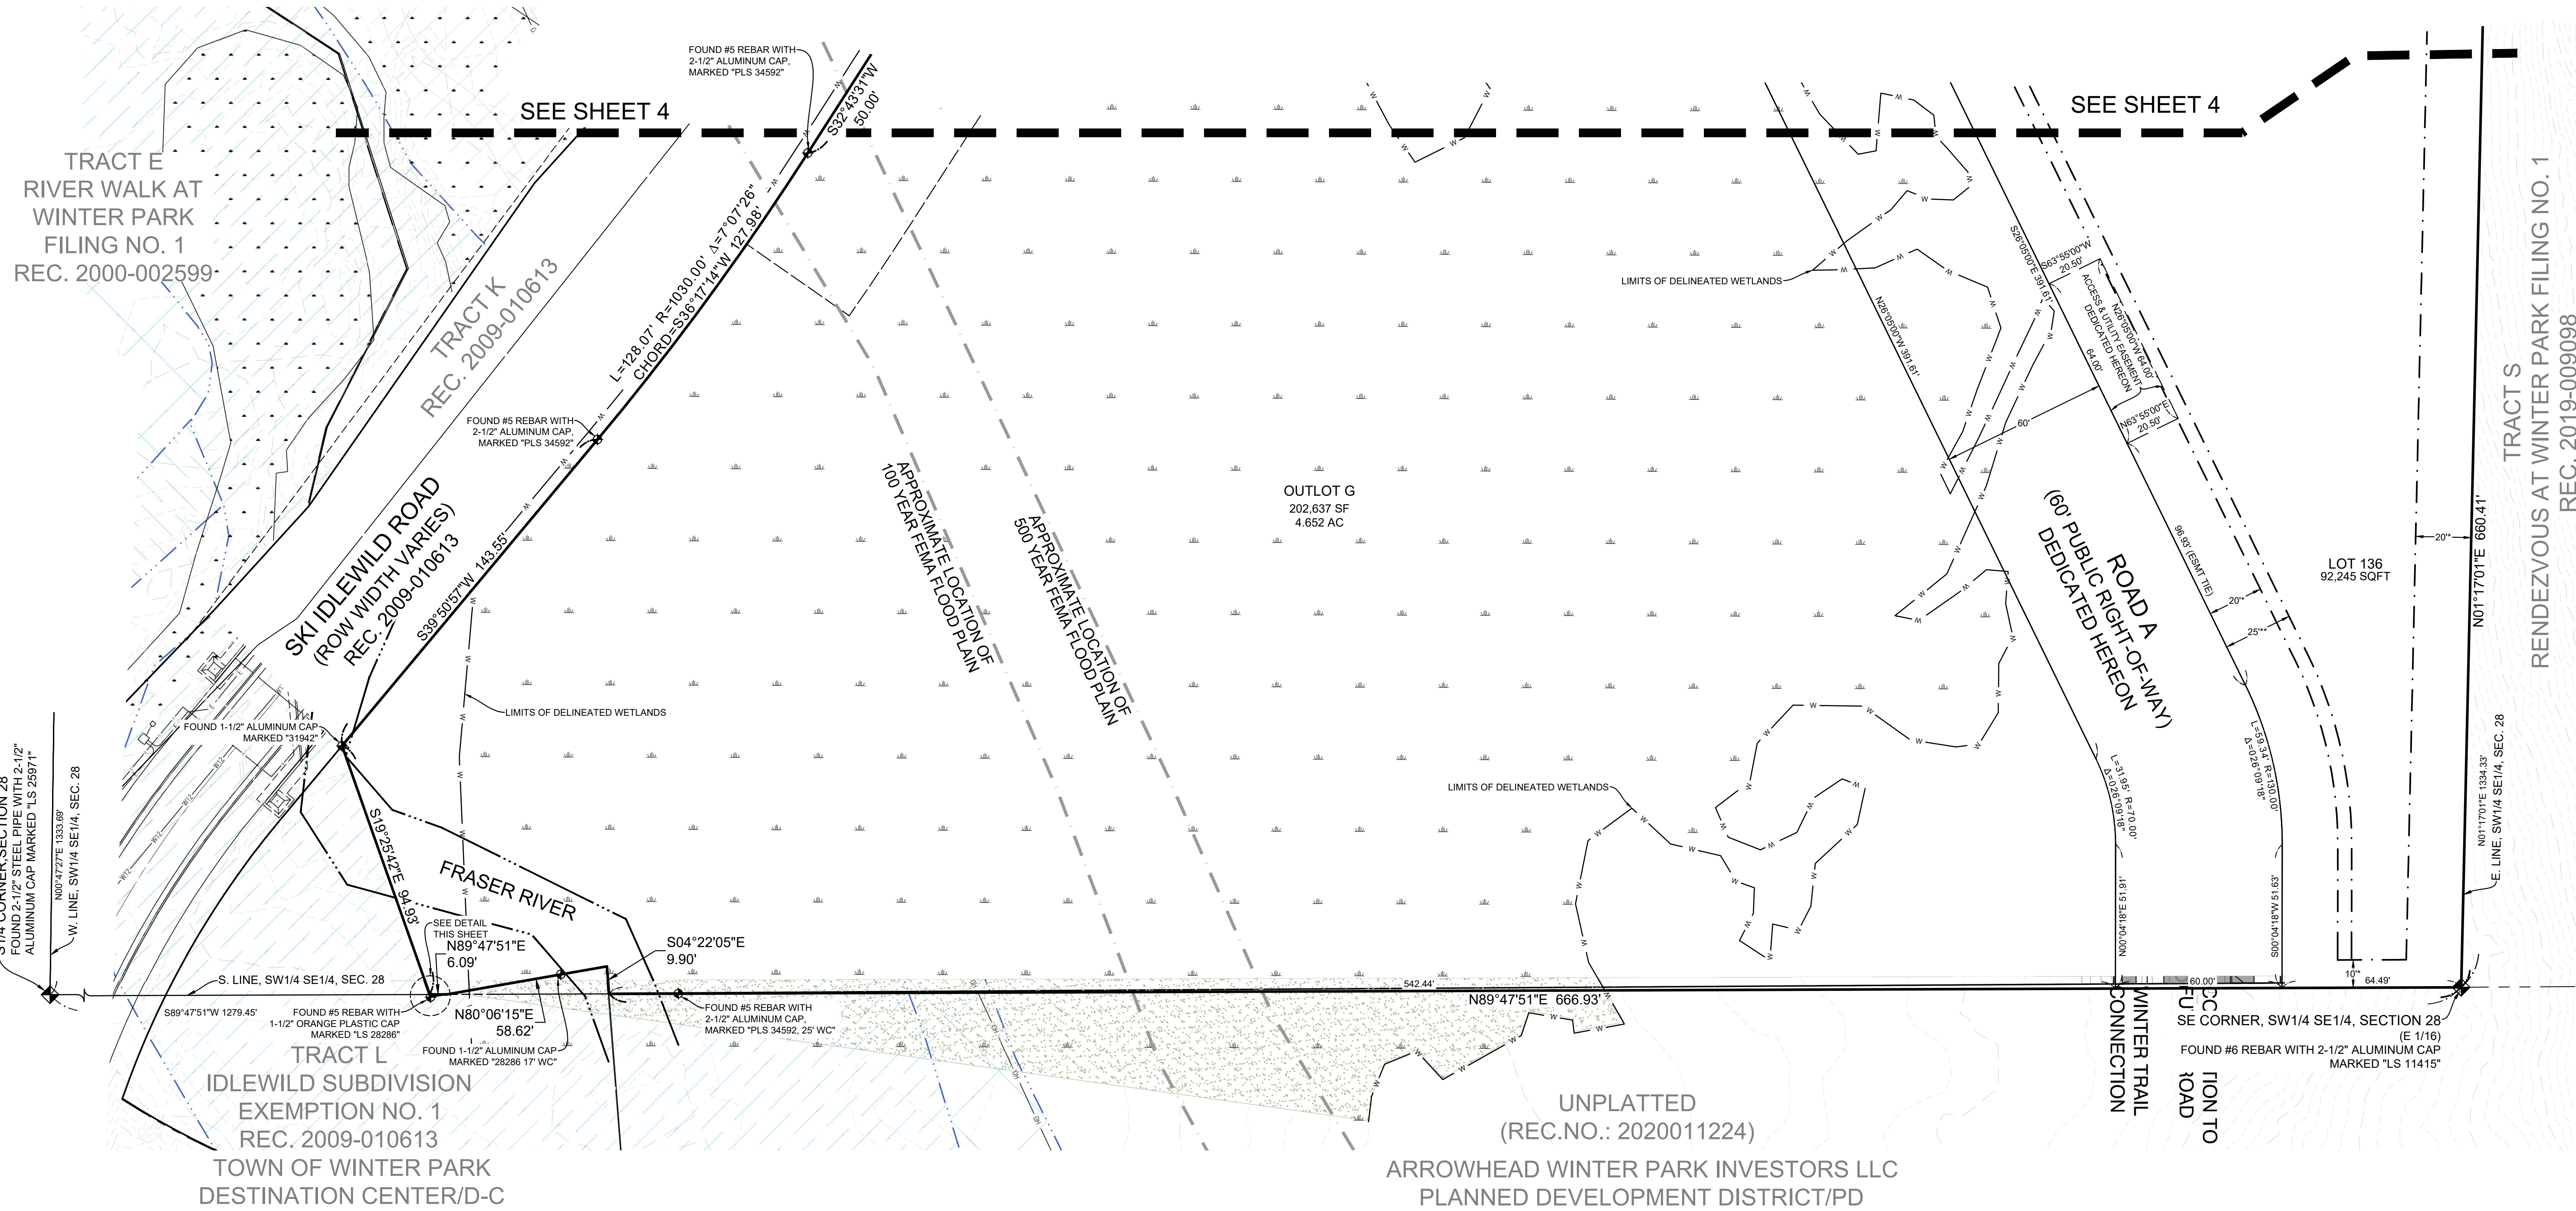 FOUND #5 REBAR WITH
2-1/2" ALUMINUM CAP,
MARKED "PLS 34592"
S32°43'31"W
50.00'
SEE SHEET 4
SEE SHEET 4
TRACT E
RIVER WALK AT
WINTER PARK
FILING NO. 1
REC. 2000-002599
TRACT K
REC. 2009-010613
L=128.07' R=1030.00' Δ=7°07'26"
CHORD=S36°17'14"W 127.98'
FOUND #5 REBAR WITH
2-1/2" ALUMINUM CAP,
MARKED "PLS 34592"
SKI IDLEWILD ROAD
(ROW WIDTH VARIES)
REC. 2009-010613
S39°50'57"W 143.55'
LIMITS OF DELINEATED WETLANDS
FOUND 1-1/2" ALUMINUM CAP
MARKED "31942"
APPROXIMATE LOCATION OF
100 YEAR FEMA FLOOD PLAIN
APPROXIMATE LOCATION OF
500 YEAR FEMA FLOOD PLAIN
OUTLOT G
202,637 SF
4.652 AC
LIMITS OF DELINEATED WETLANDS
N26°05'00"W 391.61'
S26°05'00"E 391.61'
S63°55'00"W
20.50'
N26°05'00"W 64.00'
ACCESS & UTILITY EASEMENT
DEDICATED HEREON
64.00'
N63°55'00"E
20.50'
60'
ROAD A
(60' PUBLIC RIGHT-OF-WAY)
DEDICATED HEREON
96.93' (ESMT TIE)
20'*
25'**
LOT 136
92,245 SQFT
20'*
N01°17'01"E 660.41'
TRACT S
RENDEZVOUS AT WINTER PARK FILING NO. 1
REC. 2019-009098
N01°17'01"E 1334.33'
E. LINE, SW1/4 SE1/4, SEC. 28
L=31.95' R=70.00'
Δ=026°09'18"
L=59.34' R=130.00'
Δ=026°09'18"
N00°04'18"E 51.91'
S00°04'18"W 51.63'
10'*
LIMITS OF DELINEATED WETLANDS
S1/4 CORNER,SECTION 28
FOUND 2-1/2" STEEL PIPE WITH 2-1/2"
ALUMINUM CAP MARKED "LS 25971"
N00°47'27"E 1333.69'
W. LINE, SW1/4 SE1/4, SEC. 28
S19°25'42"E 94.93'
FRASER RIVER
SEE DETAIL
THIS SHEET
N89°47'51"E
6.09'
S04°22'05"E
9.90'
S. LINE, SW1/4 SE1/4, SEC. 28
S89°47'51"W 1279.45'
FOUND #5 REBAR WITH
1-1/2" ORANGE PLASTIC CAP
MARKED "LS 28286"
N80°06'15"E
58.62'
FOUND 1-1/2" ALUMINUM CAP
MARKED "28286 17' WC"
FOUND #5 REBAR WITH
2-1/2" ALUMINUM CAP,
MARKED "PLS 34592, 25' WC"
542.44'
N89°47'51"E 666.93'
60.00'
64.49'
WINTER TRAIL
CONNECTION
TION TO
ROAD
SE CORNER, SW1/4 SE1/4, SECTION 28
(E 1/16)
FOUND #6 REBAR WITH 2-1/2" ALUMINUM CAP
MARKED "LS 11415"
TRACT L
IDLEWILD SUBDIVISION
EXEMPTION NO. 1
REC. 2009-010613
TOWN OF WINTER PARK
DESTINATION CENTER/D-C
UNPLATTED
(REC.NO.: 2020011224)
ARROWHEAD WINTER PARK INVESTORS LLC
PLANNED DEVELOPMENT DISTRICT/PD